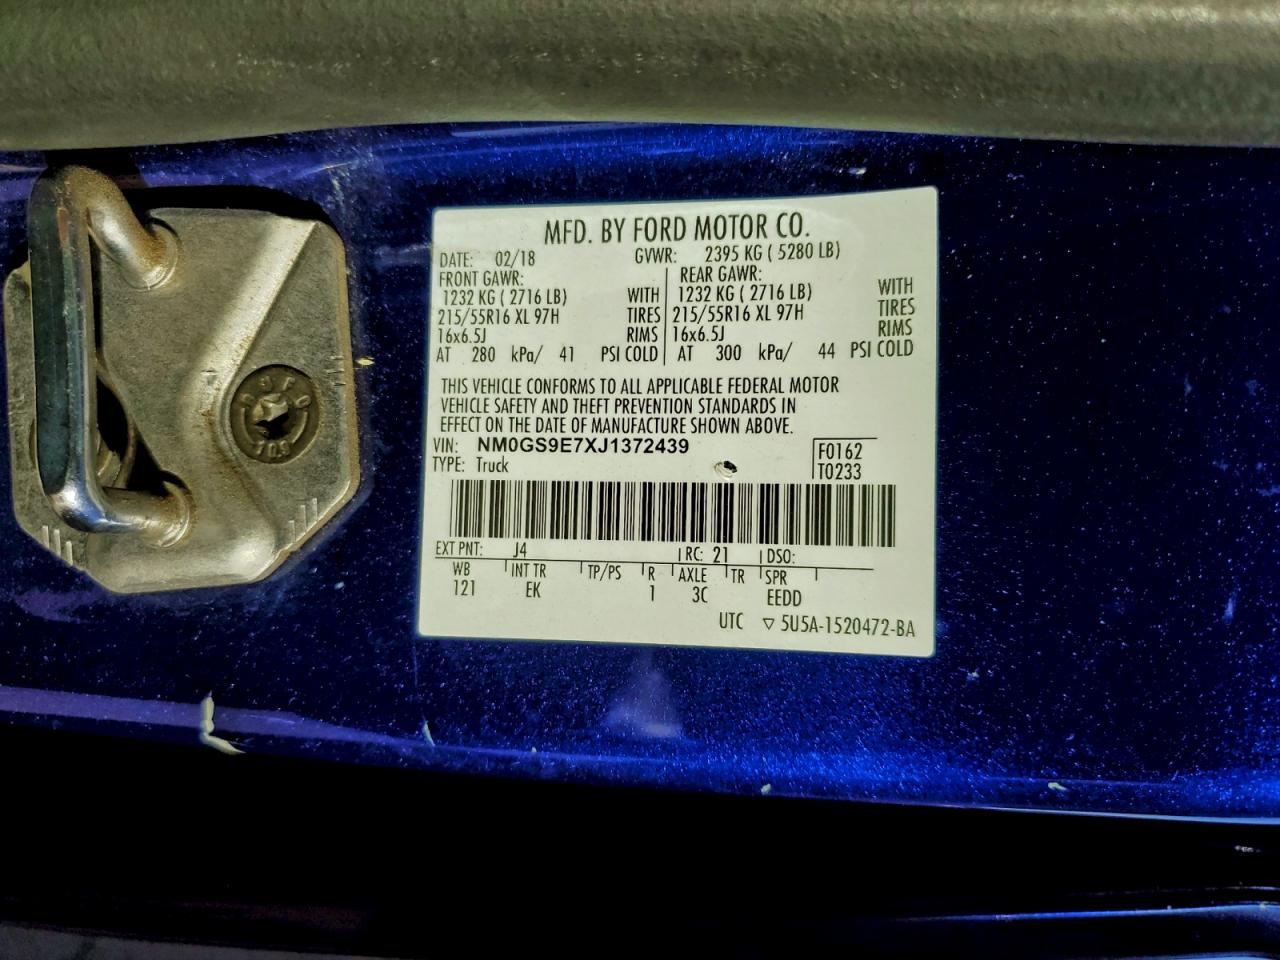 MFD. BY FORD MOTOR CO.
DATE: 02/18 GVWR: 2395 KG ( 5280 LB)
FRONT GAWR: REAR GAWR:
1232 KG ( 2716 LB) WITH 1232 KG ( 2716 LB) WITH
215/55R16 XL 97H TIRES 215/55R16 XL 97H TIRES
16x6.5J RIMS 16x6.5J RIMS
AT 280 kPa/ 41 PSI COLD AT 300 kPa/ 44 PSI COLD
THIS VEHICLE CONFORMS TO ALL APPLICABLE FEDERAL MOTOR
VEHICLE SAFETY AND THEFT PREVENTION STANDARDS IN
EFFECT ON THE DATE OF MANUFACTURE SHOWN ABOVE.
VIN: NM0GS9E7XJ1372439 F0162
TYPE: Truck T0233
EXT PNT: J4 RC: 21 DSO:
WB INT TR TP/PS R AXLE TR SPR
121 EK 1 3C EEDD
UTC ▽ 5U5A-1520472-BA